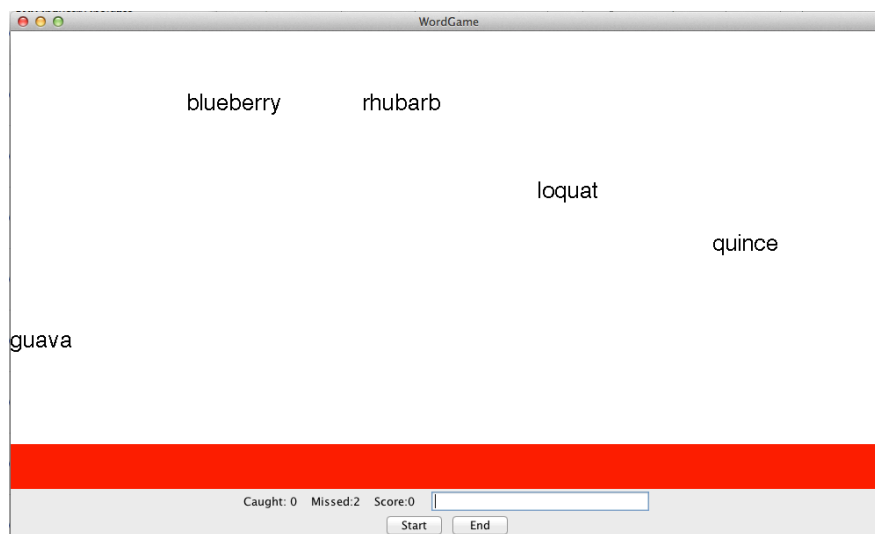 WordGame
blueberry rhubarb
loquat
quince
guava
Caught: 0 Missed:2 Score:0
Start End